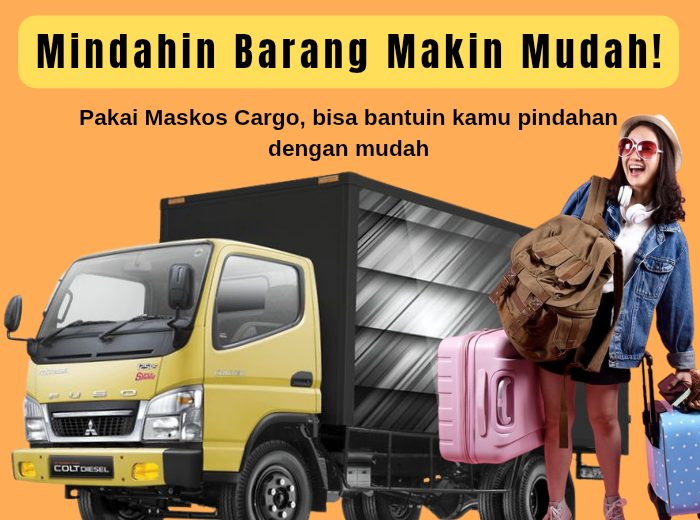 Mindahin Barang Makin Mudah!
Pakai Maskos Cargo, bisa bantuin kamu pindahan
dengan mudah
FUSO
COLT DIESEL